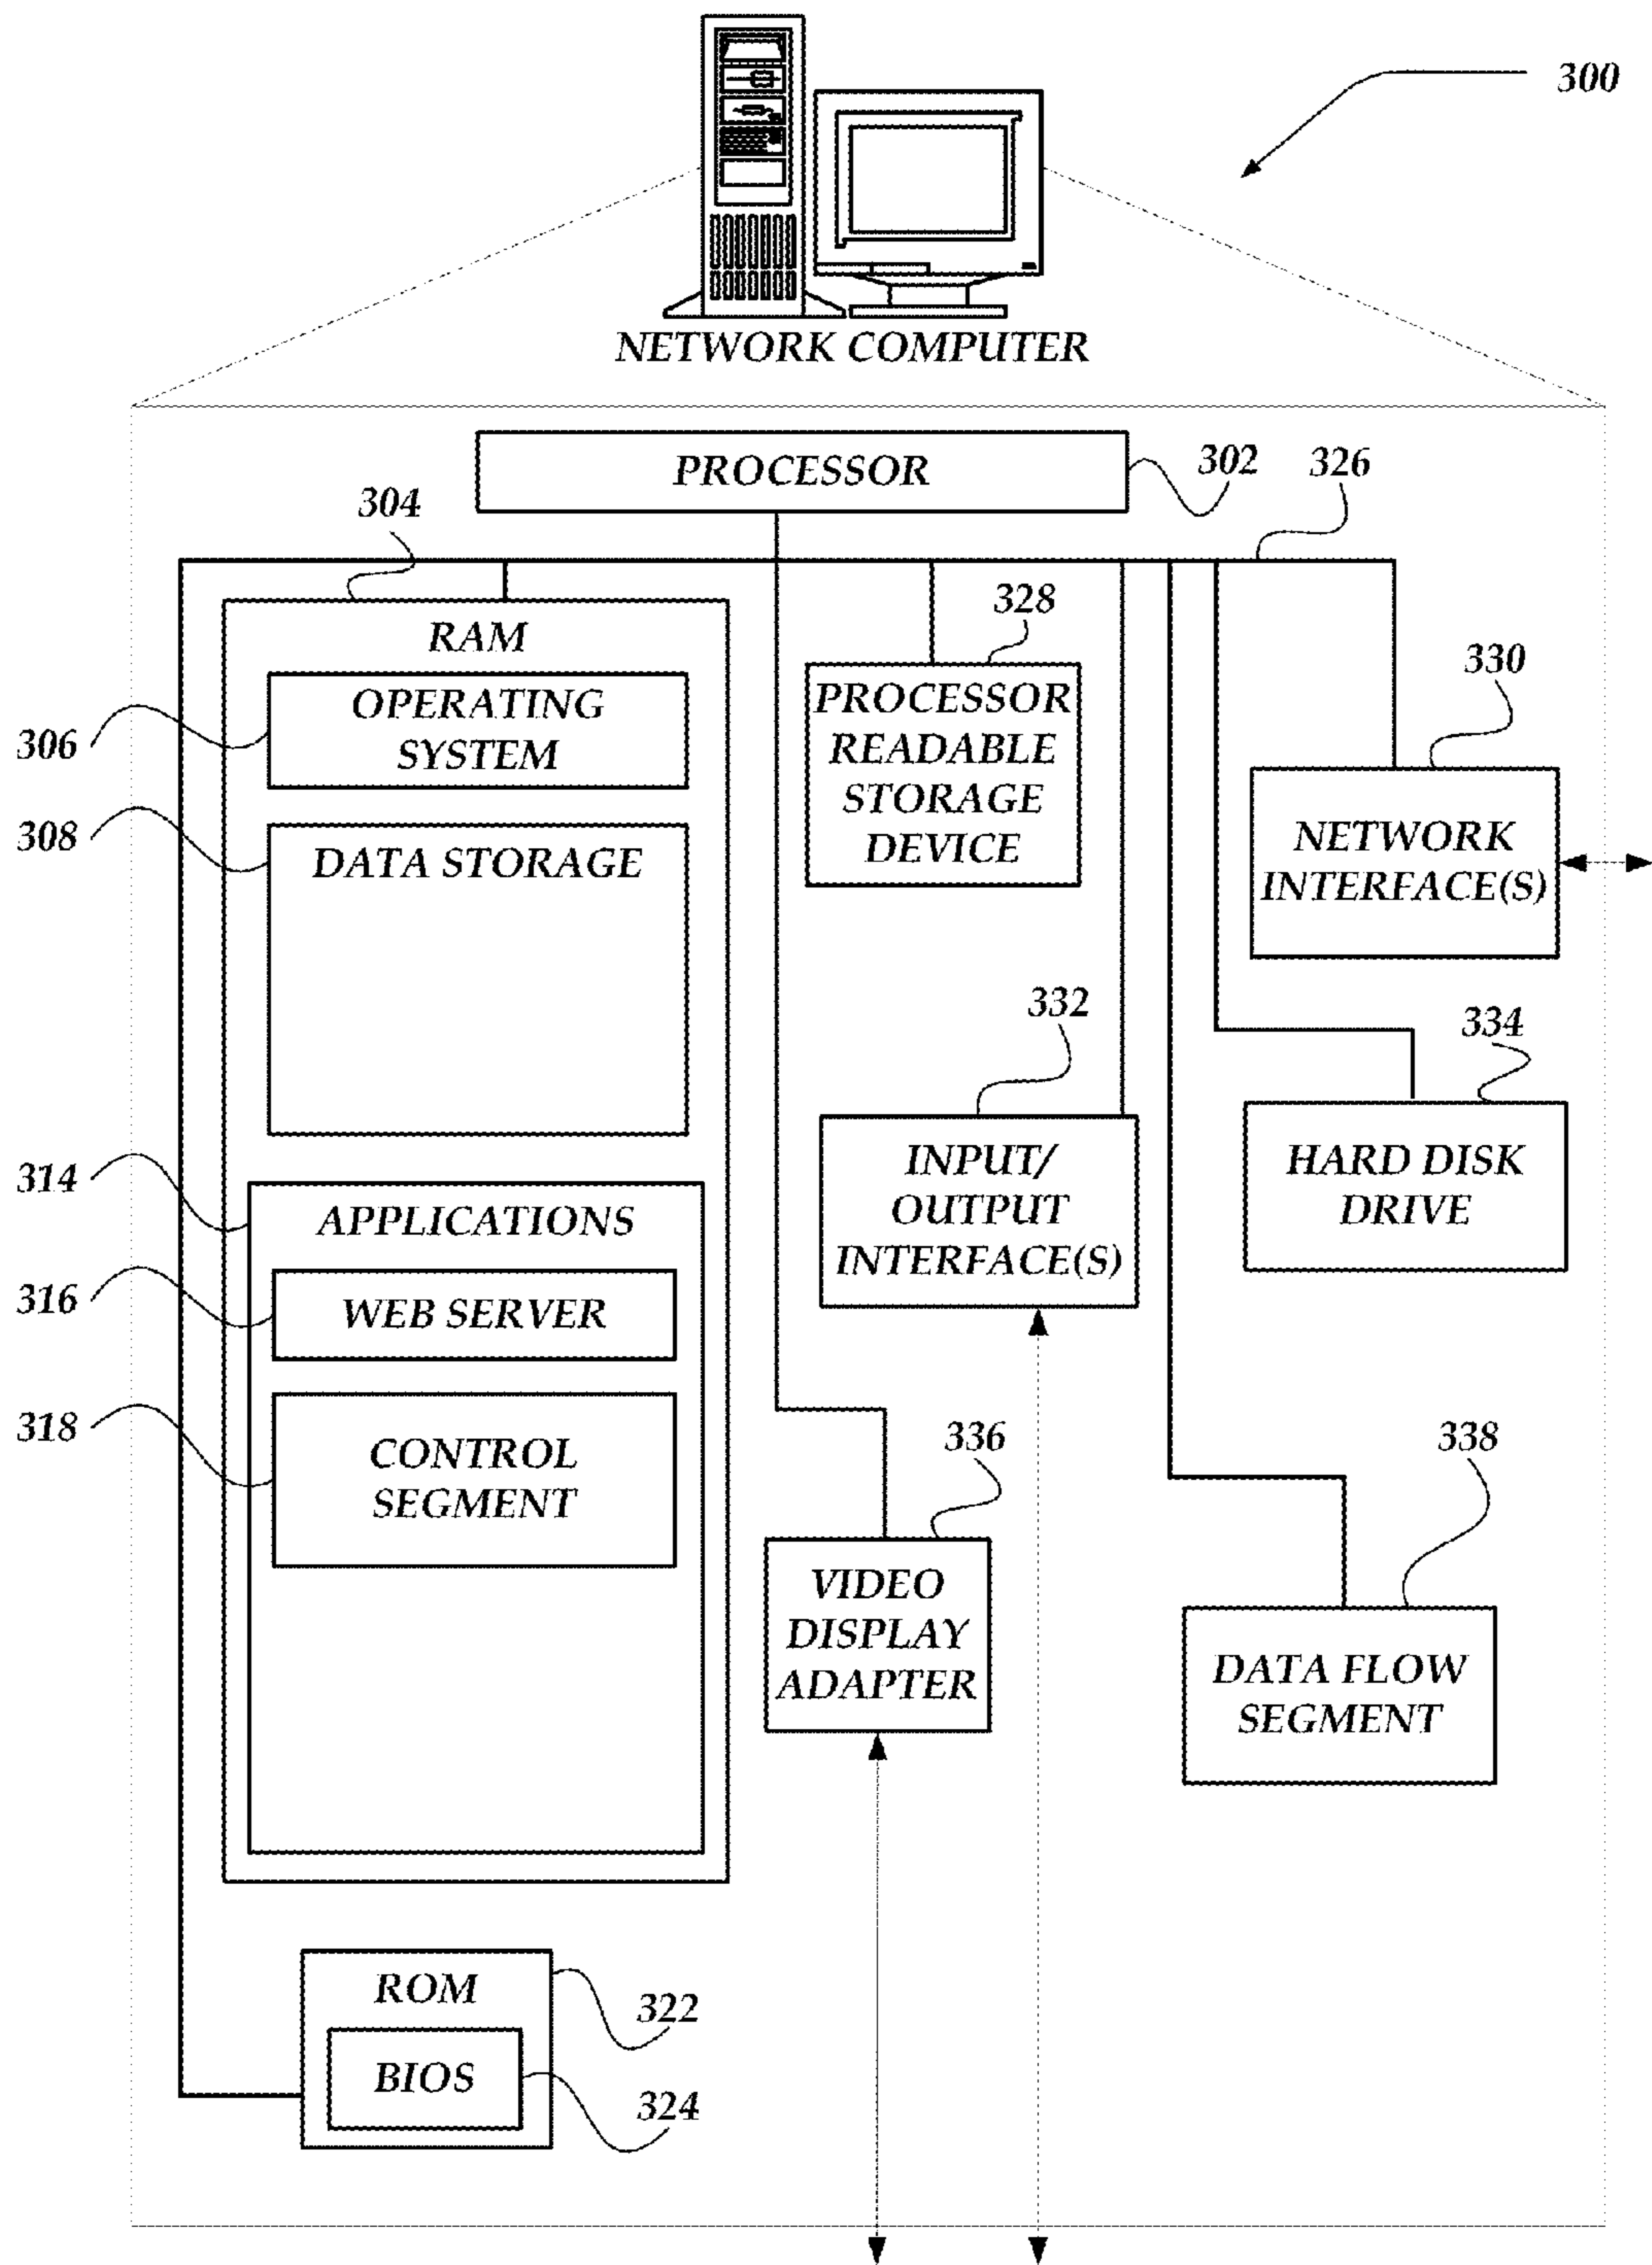 300
NETWORK COMPUTER
PROCESSOR
302
326
304
RAM
328
330
306
OPERATING
SYSTEM
PROCESSOR
READABLE
STORAGE
DEVICE
308
DATA STORAGE
NETWORK
INTERFACE(S)
332
334
314
APPLICATIONS
INPUT/
OUTPUT
INTERFACE(S)
HARD DISK
DRIVE
316
WEB SERVER
318
CONTROL
SEGMENT
336
338
VIDEO
DISPLAY
ADAPTER
DATA FLOW
SEGMENT
ROM
322
BIOS
324